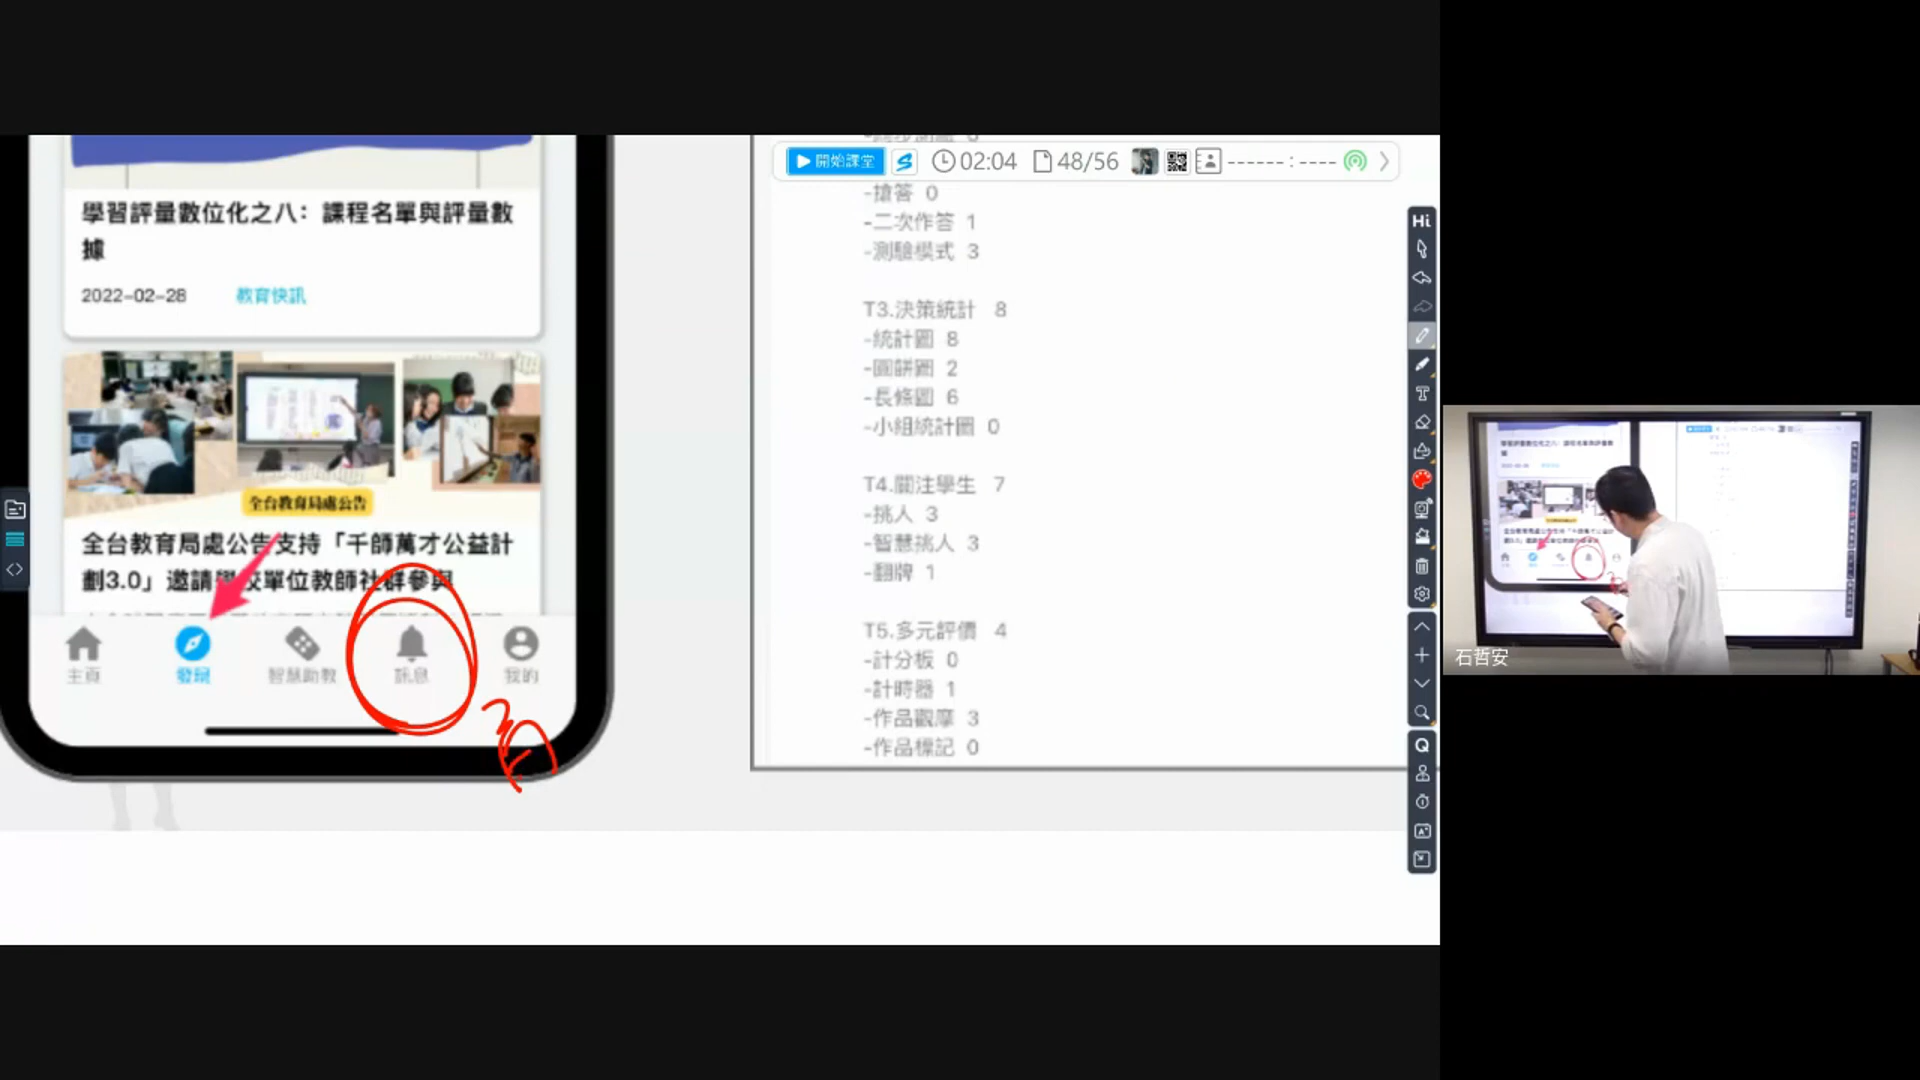 學習評量數位化之八：課程名單與評量數
據
2022-02-28 教育快訊
全台教育局處公告
全台教育局處公告支持「千師萬才公益計
劃3.0」邀請學校單位教師社群參與
主頁
發現
智慧助教
訊息
我的
開始課堂
02:04
48/56
------ : ----
-搶答 0
-二次作答 1
-測驗模式 3
T3.決策統計 8
-統計圖 8
-圓餅圖 2
-長條圖 6
-小組統計圖 0
T4.關注學生 7
-挑人 3
-智慧挑人 3
-翻牌 1
T5.多元評價 4
-計分板 0
-計時器 1
-作品觀摩 3
-作品標記 0
Hi
石哲安